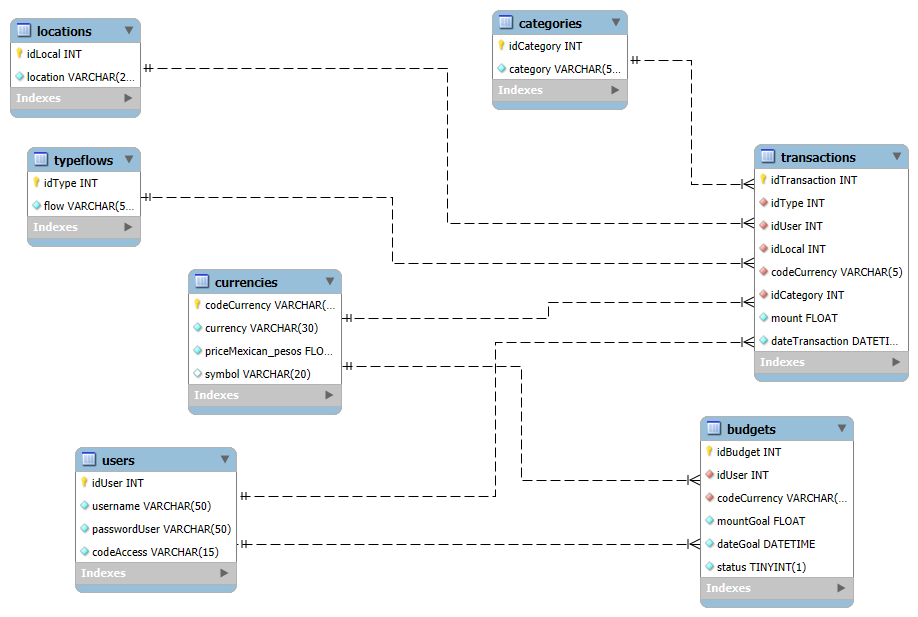 locations
idLocal INT
location VARCHAR(2...
Indexes
categories
idCategory INT
category VARCHAR(5...
Indexes
typeflows
idType INT
flow VARCHAR(5...
Indexes
transactions
idTransaction INT
idType INT
idUser INT
idLocal INT
codeCurrency VARCHAR(5)
idCategory INT
mount FLOAT
dateTransaction DATETI...
Indexes
currencies
codeCurrency VARCHAR(...
currency VARCHAR(30)
priceMexican_pesos FLO...
symbol VARCHAR(20)
Indexes
users
idUser INT
username VARCHAR(50)
passwordUser VARCHAR(50)
codeAccess VARCHAR(15)
Indexes
budgets
idBudget INT
idUser INT
codeCurrency VARCHAR(...
mountGoal FLOAT
dateGoal DATETIME
status TINYINT(1)
Indexes